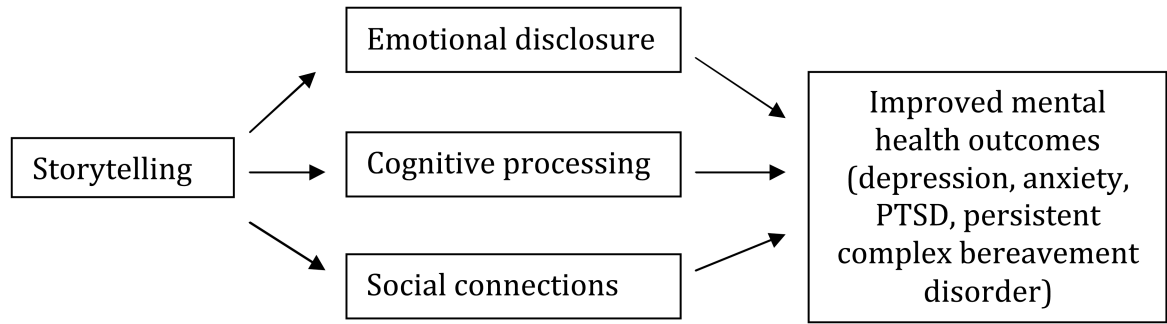 Emotional disclosure
Storytelling
Cognitive processing
Social connections
Improved mental
health outcomes
(depression, anxiety,
PTSD, persistent
complex bereavement
disorder)